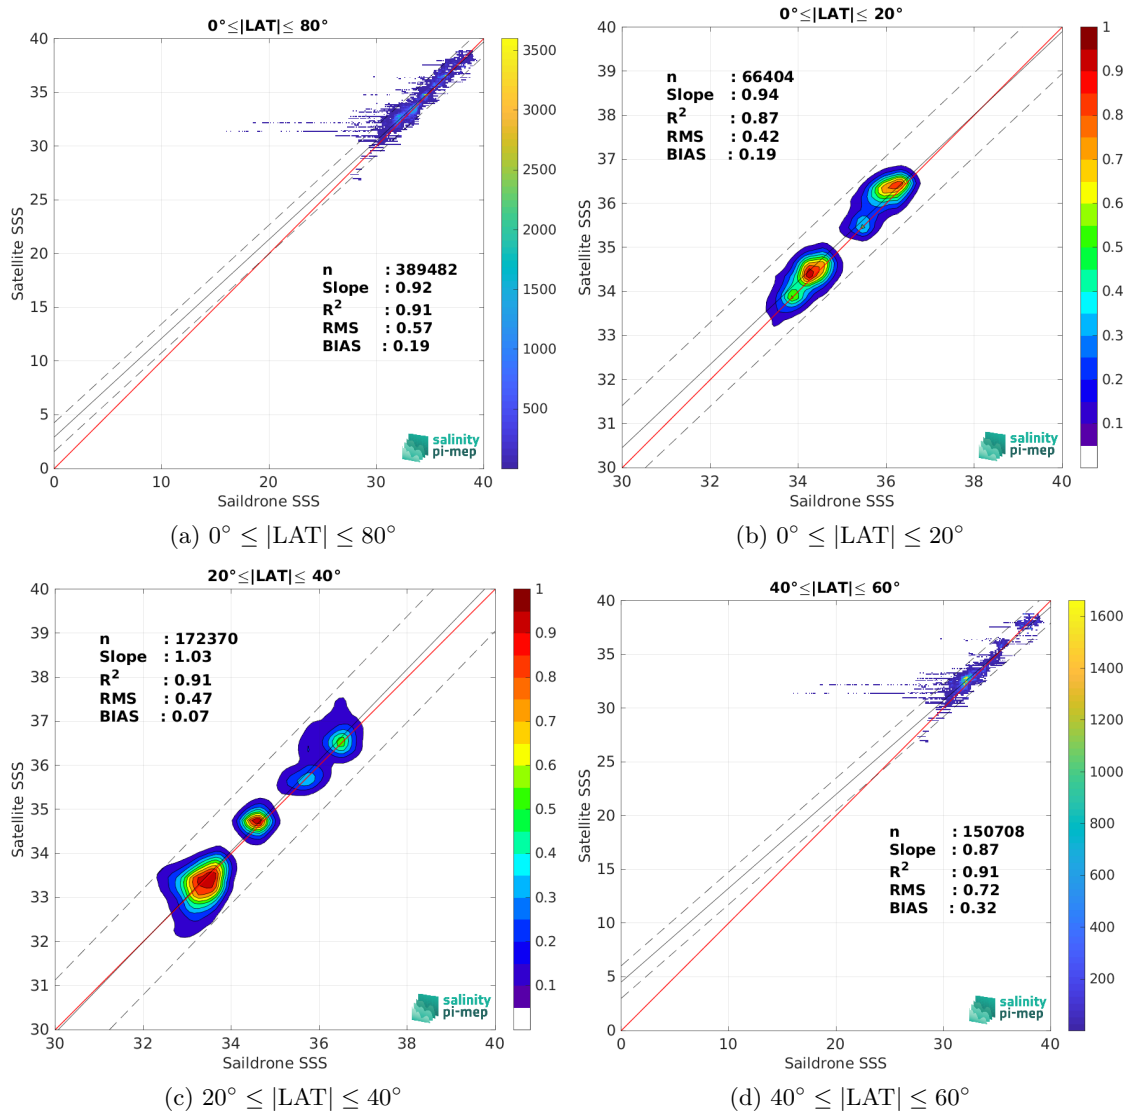 0°≤|LAT|≤ 80°
40
35
30
25
20
15
10
5
0
Satellite SSS
0
10
20
30
40
Saildrone SSS
3500
3000
2500
2000
1500
1000
500
n : 389482
Slope : 0.92
R² : 0.91
RMS : 0.57
BIAS : 0.19
salinity
pi-mep
(a) 0° ≤ |LAT| ≤ 80°
0°≤|LAT|≤ 20°
40
39
38
37
36
35
34
33
32
31
30
Satellite SSS
30
32
34
36
38
40
Saildrone SSS
1
0.9
0.8
0.7
0.6
0.5
0.4
0.3
0.2
0.1
n : 66404
Slope : 0.94
R² : 0.87
RMS : 0.42
BIAS : 0.19
salinity
pi-mep
(b) 0° ≤ |LAT| ≤ 20°
20°≤|LAT|≤ 40°
40
39
38
37
36
35
34
33
32
31
30
Satellite SSS
30
32
34
36
38
40
Saildrone SSS
1
0.9
0.8
0.7
0.6
0.5
0.4
0.3
0.2
0.1
n : 172370
Slope : 1.03
R² : 0.91
RMS : 0.47
BIAS : 0.07
salinity
pi-mep
(c) 20° ≤ |LAT| ≤ 40°
40°≤|LAT|≤ 60°
40
35
30
25
20
15
10
5
0
Satellite SSS
0
10
20
30
40
Saildrone SSS
1600
1400
1200
1000
800
600
400
200
n : 150708
Slope : 0.87
R² : 0.91
RMS : 0.72
BIAS : 0.32
salinity
pi-mep
(d) 40° ≤ |LAT| ≤ 60°